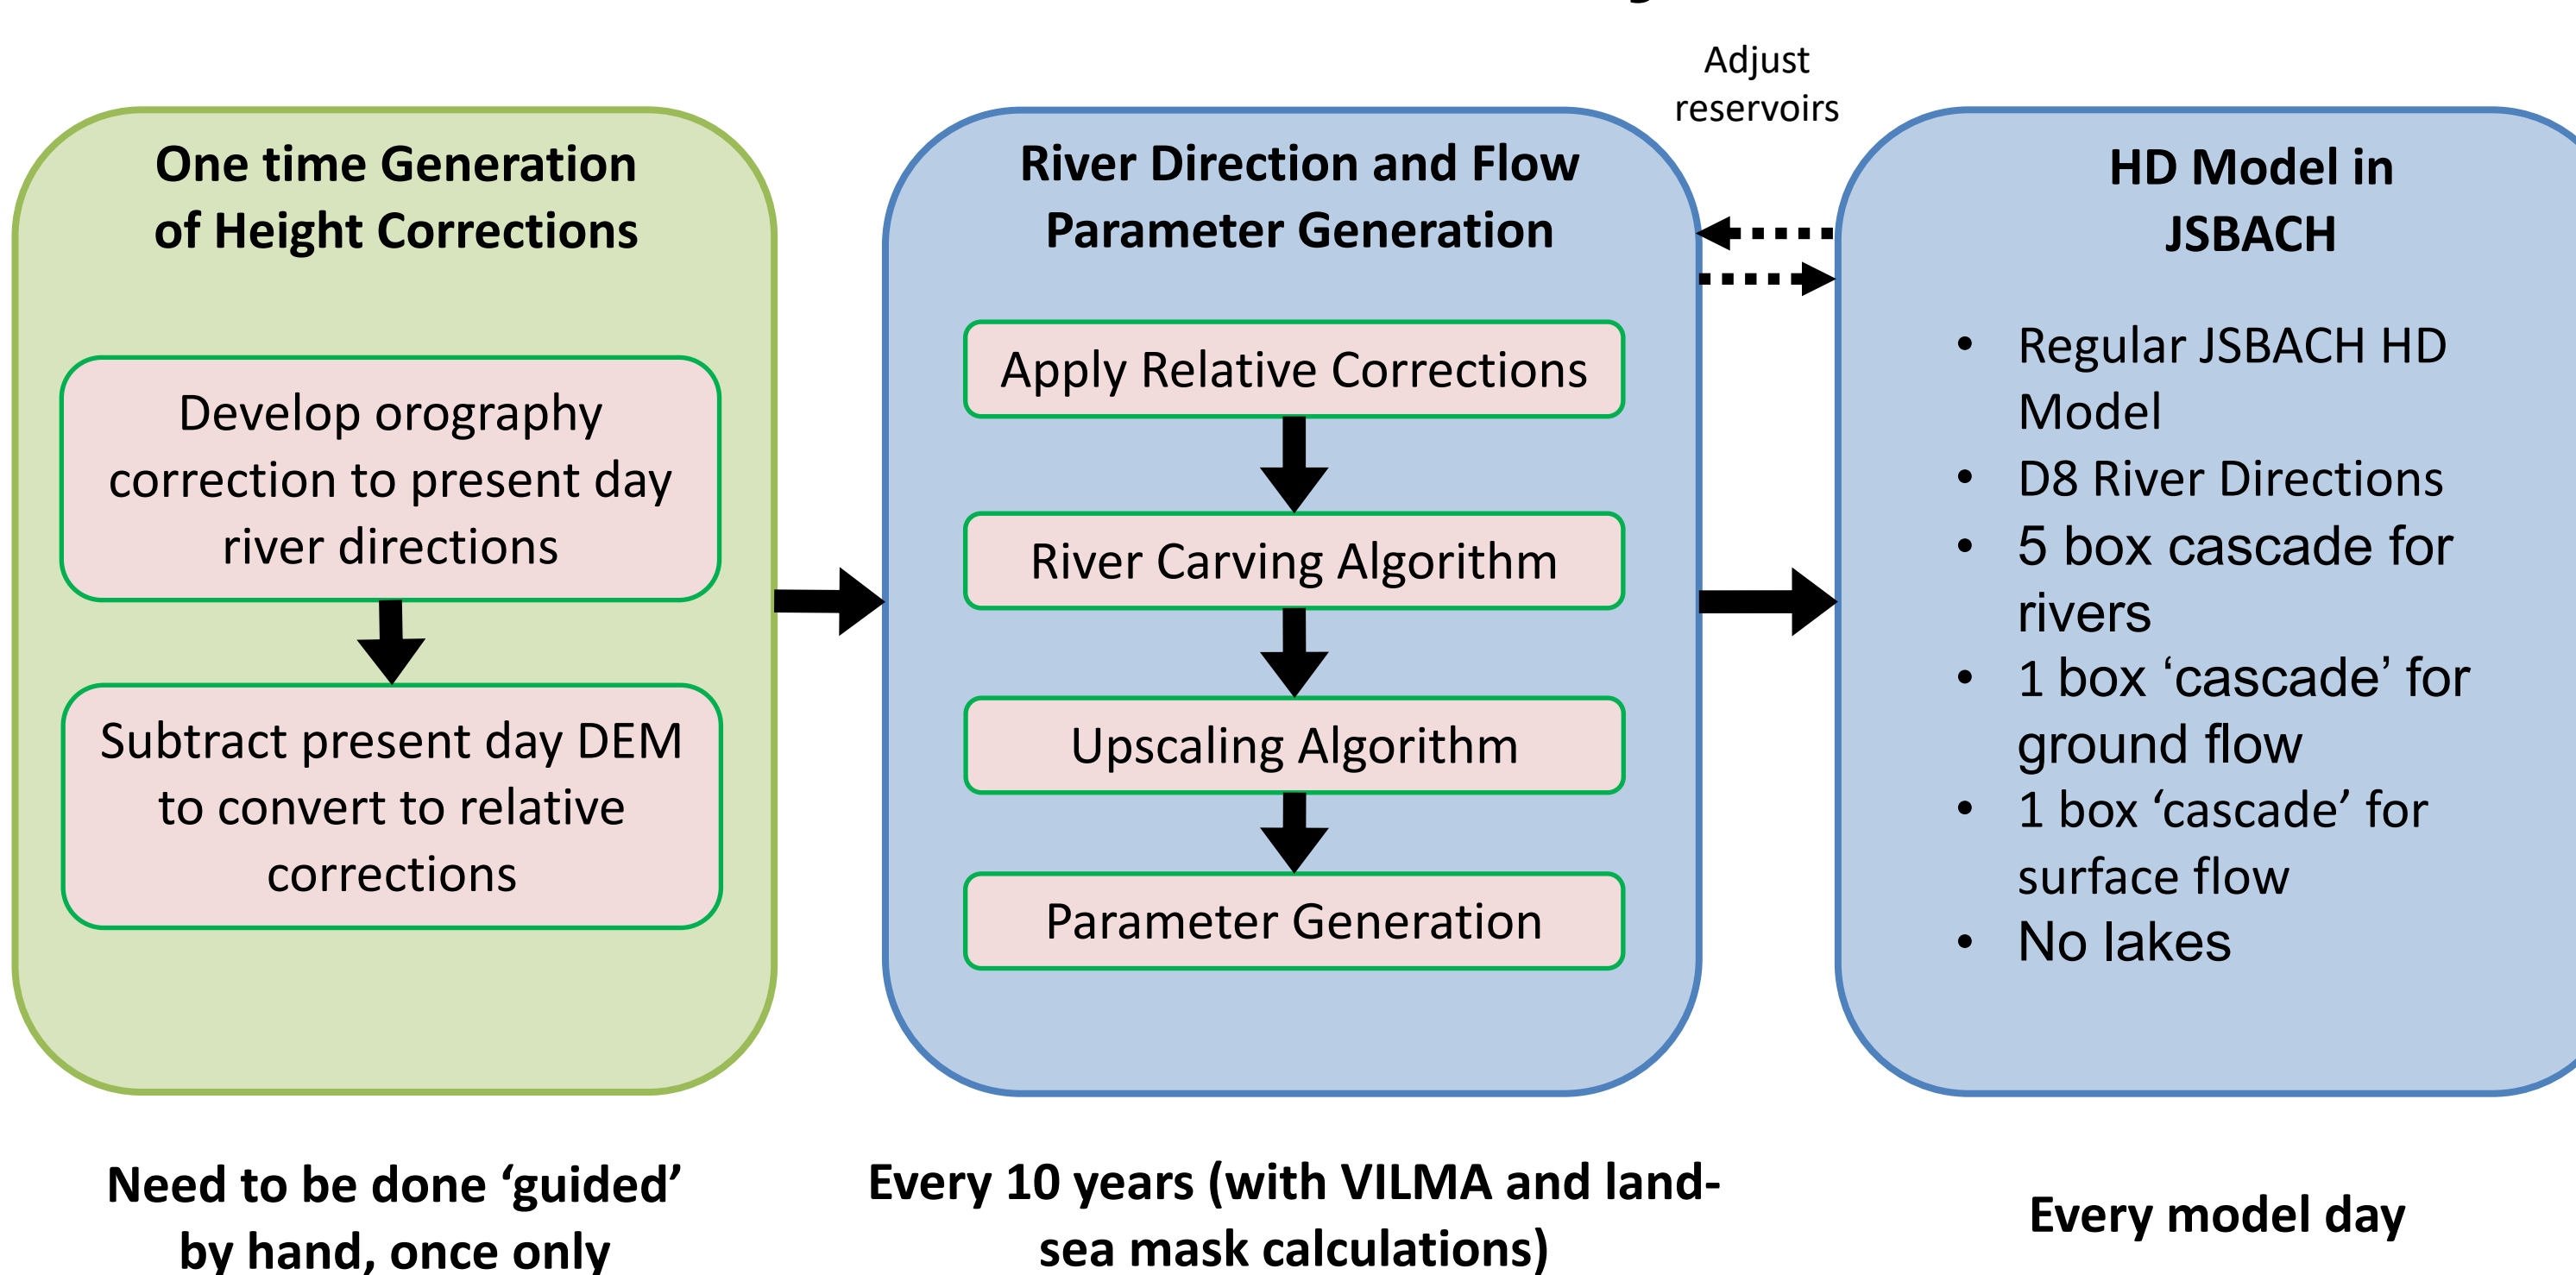 Adjust
reservoirs
One time Generation
of Height Corrections
Develop orography
correction to present day
river directions
Subtract present day DEM
to convert to relative
corrections
Need to be done ‘guided’
by hand, once only
River Direction and Flow
Parameter Generation
Apply Relative Corrections
River Carving Algorithm
Upscaling Algorithm
Parameter Generation
Every 10 years (with VILMA and land-
sea mask calculations)
HD Model in
JSBACH
• Regular JSBACH HD
Model
• D8 River Directions
• 5 box cascade for
rivers
• 1 box ‘cascade’ for
ground flow
• 1 box ‘cascade’ for
surface flow
• No lakes
Every model day